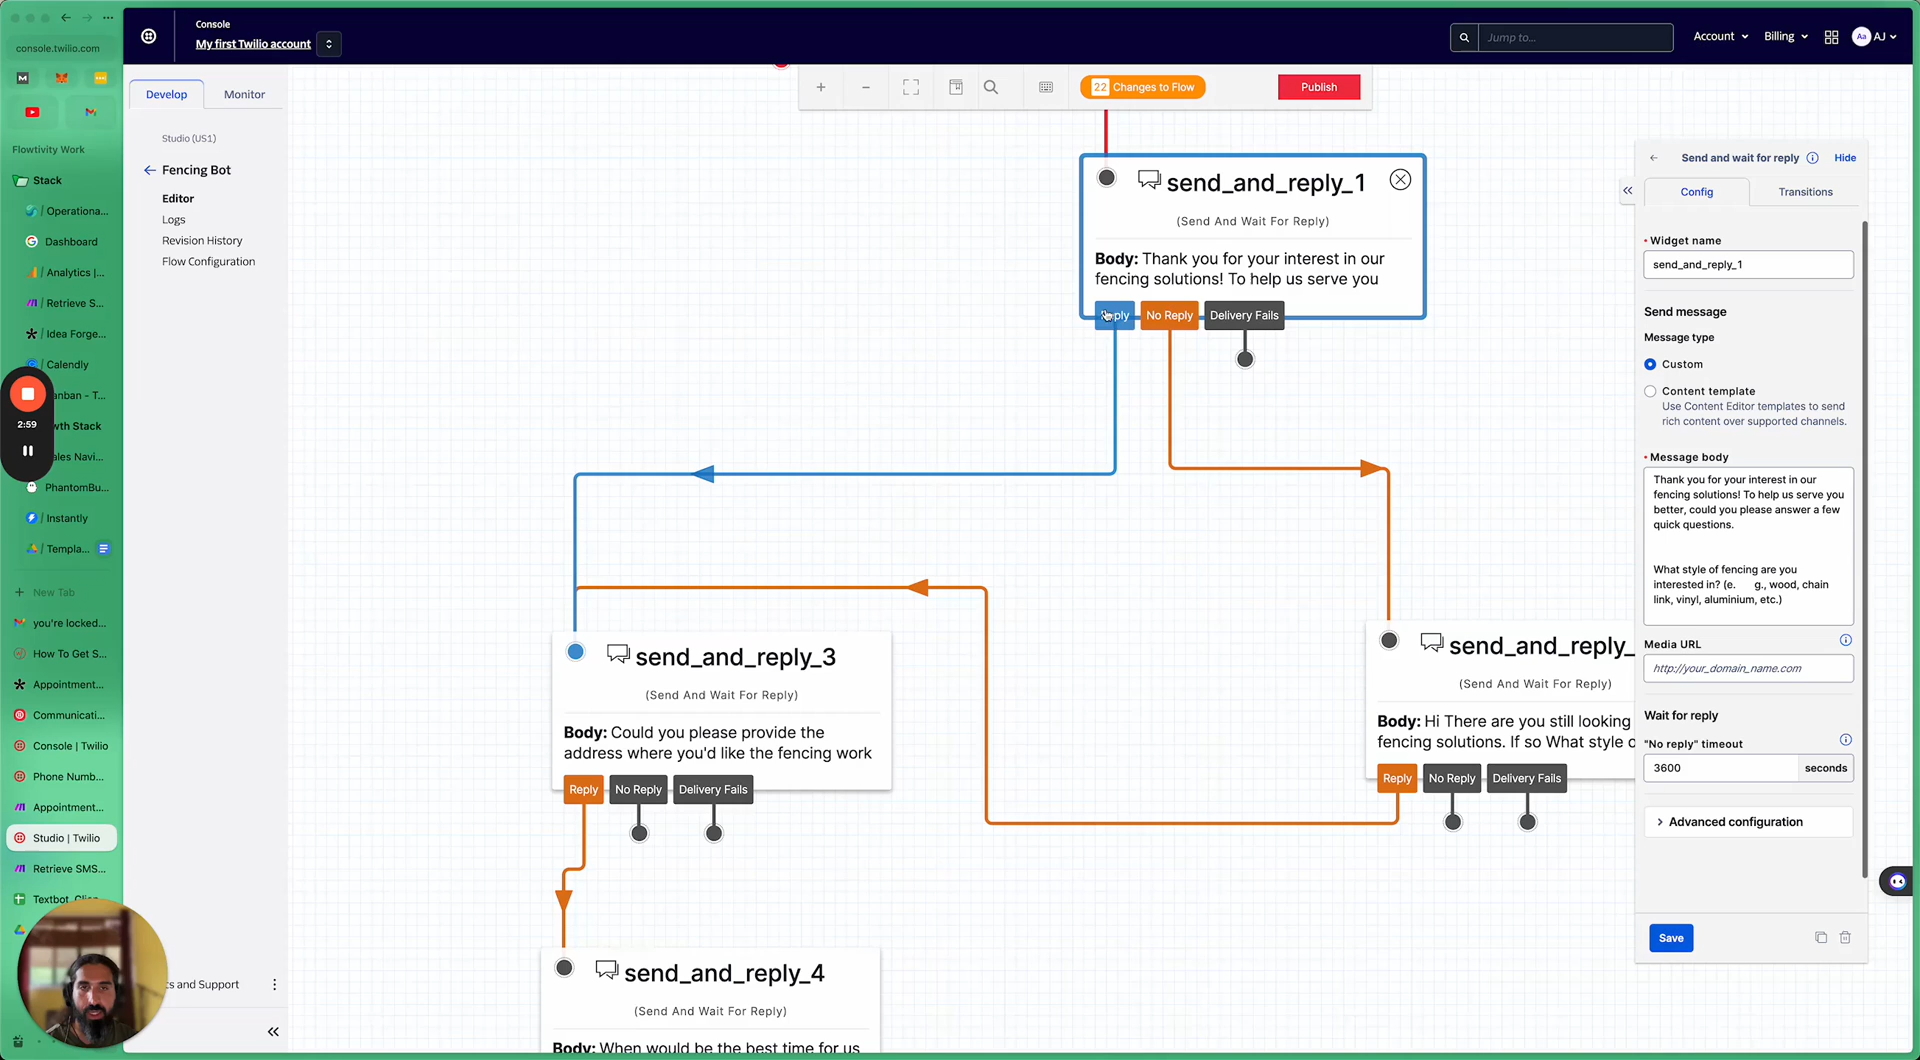 console.twilio.com
Flowtivity Work
Stack
/ Operationa...
Dashboard
/ Analytics |...
/ Retrieve S...
/ Idea Forge...
/ Calendly
anban - T...
wth Stack
ales Navi...
PhantomBu...
/ Instantly
/ Templa...
New Tab
you're locked...
How To Get S...
Appointment...
Communicati...
Console | Twilio
Phone Numb...
Appointment...
Studio | Twilio
Retrieve SMS...
2:59
Console
My first Twilio account
Jump to...
Account
Billing
Aa
AJ
Develop
Monitor
Studio (US1)
Fencing Bot
Editor
Logs
Revision History
Flow Configuration
ts and Support
22 Changes to Flow
Publish
send_and_reply_1
(Send And Wait For Reply)
Body: Thank you for your interest in our
fencing solutions! To help us serve you
Reply
No Reply
Delivery Fails
send_and_reply_3
(Send And Wait For Reply)
Body: Could you please provide the
address where you'd like the fencing work
Reply
No Reply
Delivery Fails
send_and_reply_
(Send And Wait For Reply)
Body: Hi There are you still looking
fencing solutions. If so What style o
Reply
No Reply
Delivery Fails
send_and_reply_4
(Send And Wait For Reply)
Body: When would be the best time for us
Send and wait for reply
Hide
Config
Transitions
Widget name
send_and_reply_1
Send message
Message type
Custom
Content template
Use Content Editor templates to send
rich content over supported channels.
Message body
Thank you for your interest in our
fencing solutions! To help us serve you
better, could you please answer a few
quick questions.
What style of fencing are you
interested in? (e. g., wood, chain
link, vinyl, aluminium, etc.)
Media URL
http://your_domain_name.com
Wait for reply
"No reply" timeout
3600
seconds
Advanced configuration
Save